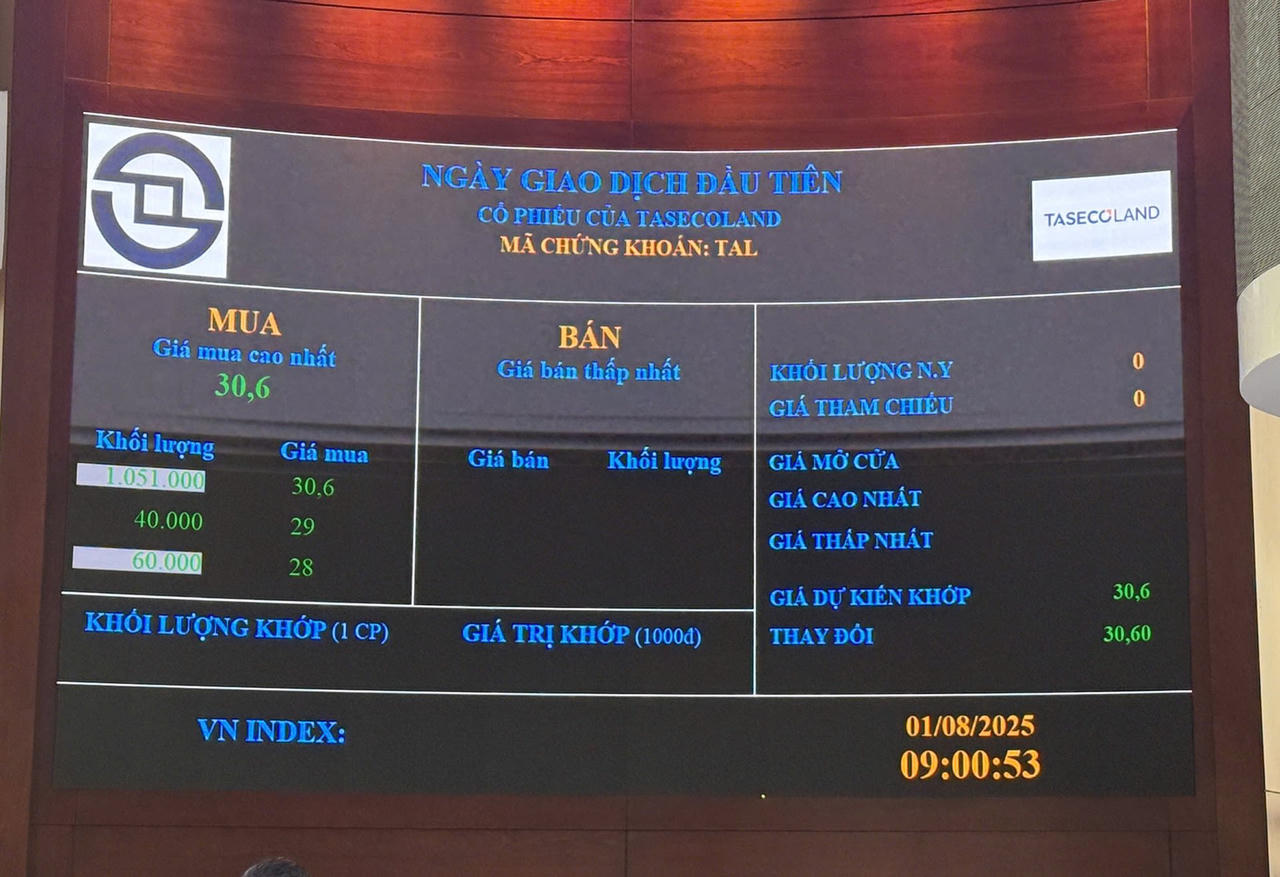 NGÀY GIAO DỊCH ĐẦU TIÊN
CỔ PHIẾU CỦA TASECOLAND
MÃ CHỨNG KHOÁN: TAL
TASECOLAND
MUA
Giá mua cao nhất
30,6
Khối lượng Giá mua
1.051.000 30,6
40.000 29
60.000 28
BÁN
Giá bán thấp nhất
Giá bán Khối lượng
KHỐI LƯỢNG N.Y 0
GIÁ THAM CHIẾU 0
GIÁ MỞ CỬA
GIÁ CAO NHẤT
GIÁ THẤP NHẤT
GIÁ DỰ KIẾN KHỚP 30,6
THAY ĐỔI 30,60
KHỐI LƯỢNG KHỚP (1 CP) GIÁ TRỊ KHỚP (1000đ)
VN INDEX:
01/08/2025
09:00:53